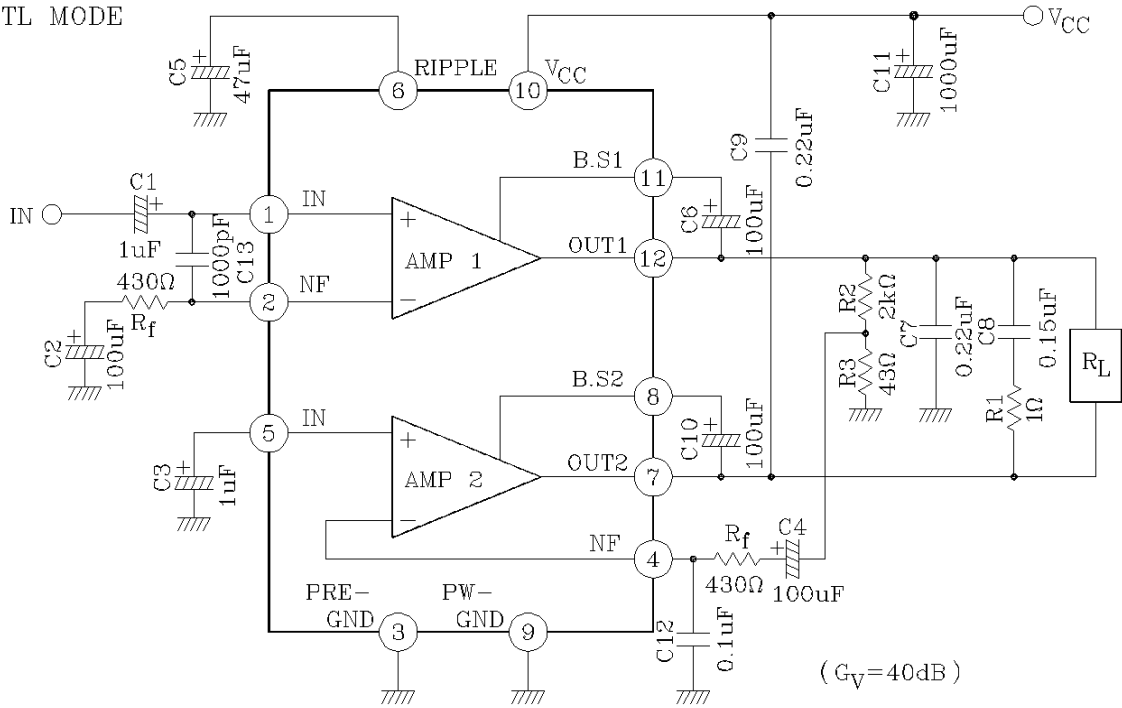 TL MODE
VCC
C5
47uF
RIPPLE
VCC
6
10
C11
1000uF
C9
0.22uF
B.S1
11
C6
100uF
IN
C1
1uF
1
IN
AMP 1
OUT1
12
1000pF
C13
430Ω
Rf
2
NF
C2
100uF
R2
2kΩ
R3
43Ω
C7
0.22uF
C8
0.15uF
R1
1Ω
RL
B.S2
8
C10
100uF
5
IN
C3
1uF
AMP 2
OUT2
7
NF
4
Rf
430Ω
C4
100uF
C12
0.1uF
PRE-
GND
3
PW-
GND
9
(GV=40dB)